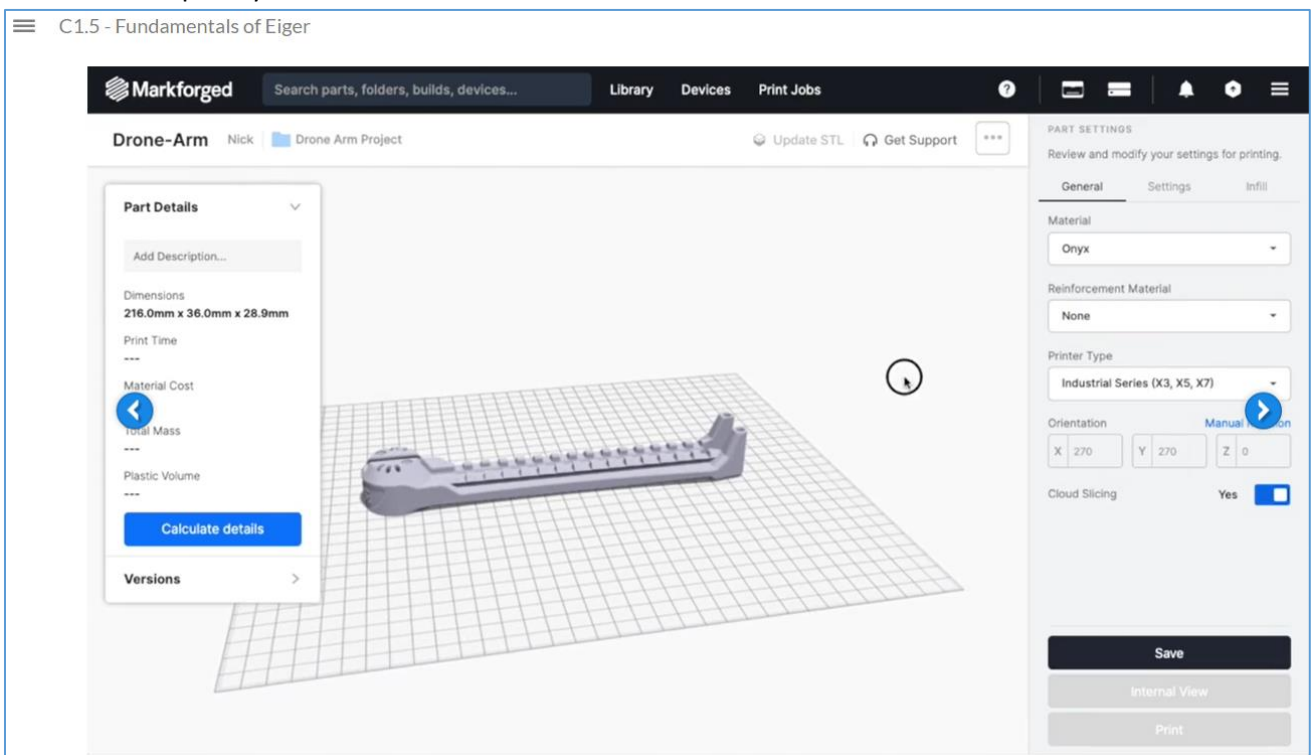 C1.5 - Fundamentals of Eiger
Markforged
Search parts, folders, builds, devices...
Library Devices Print Jobs
Drone-Arm Nick Drone Arm Project
Update STL Get Support
Part Details
Add Description...
Dimensions
216.0mm x 36.0mm x 28.9mm
Print Time
---
Material Cost
Total Mass
---
Plastic Volume
---
Calculate details
Versions
PART SETTINGS
Review and modify your settings for printing.
General Settings Infill
Material
Onyx
Reinforcement Material
None
Printer Type
Industrial Series (X3, X5, X7)
Orientation Manual
X 270 Y 270 Z 0
Cloud Slicing Yes
Save
Internal View
Print